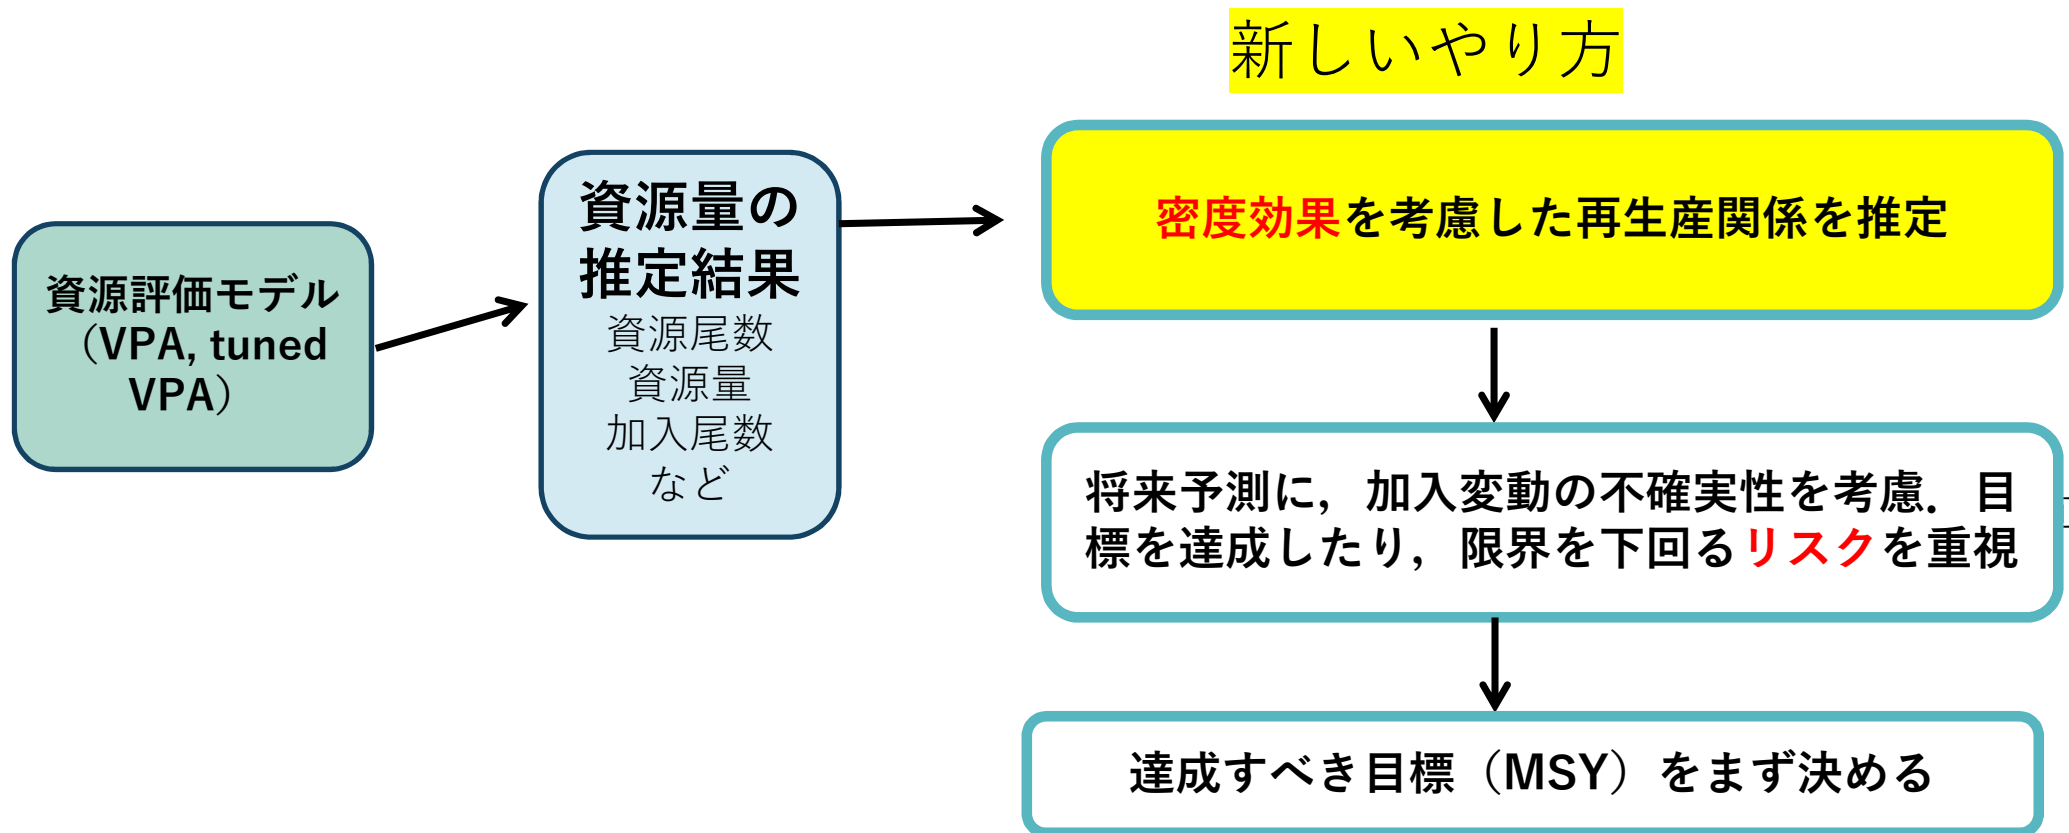 新しいやり方
資源評価モデル
（VPA, tuned
VPA）
資源量の
推定結果
資源尾数
資源量
加入尾数
など
密度効果を考慮した再生産関係を推定
将来予測に，加入変動の不確実性を考慮．目
標を達成したり，限界を下回るリスクを重視
達成すべき目標（MSY）をまず決める